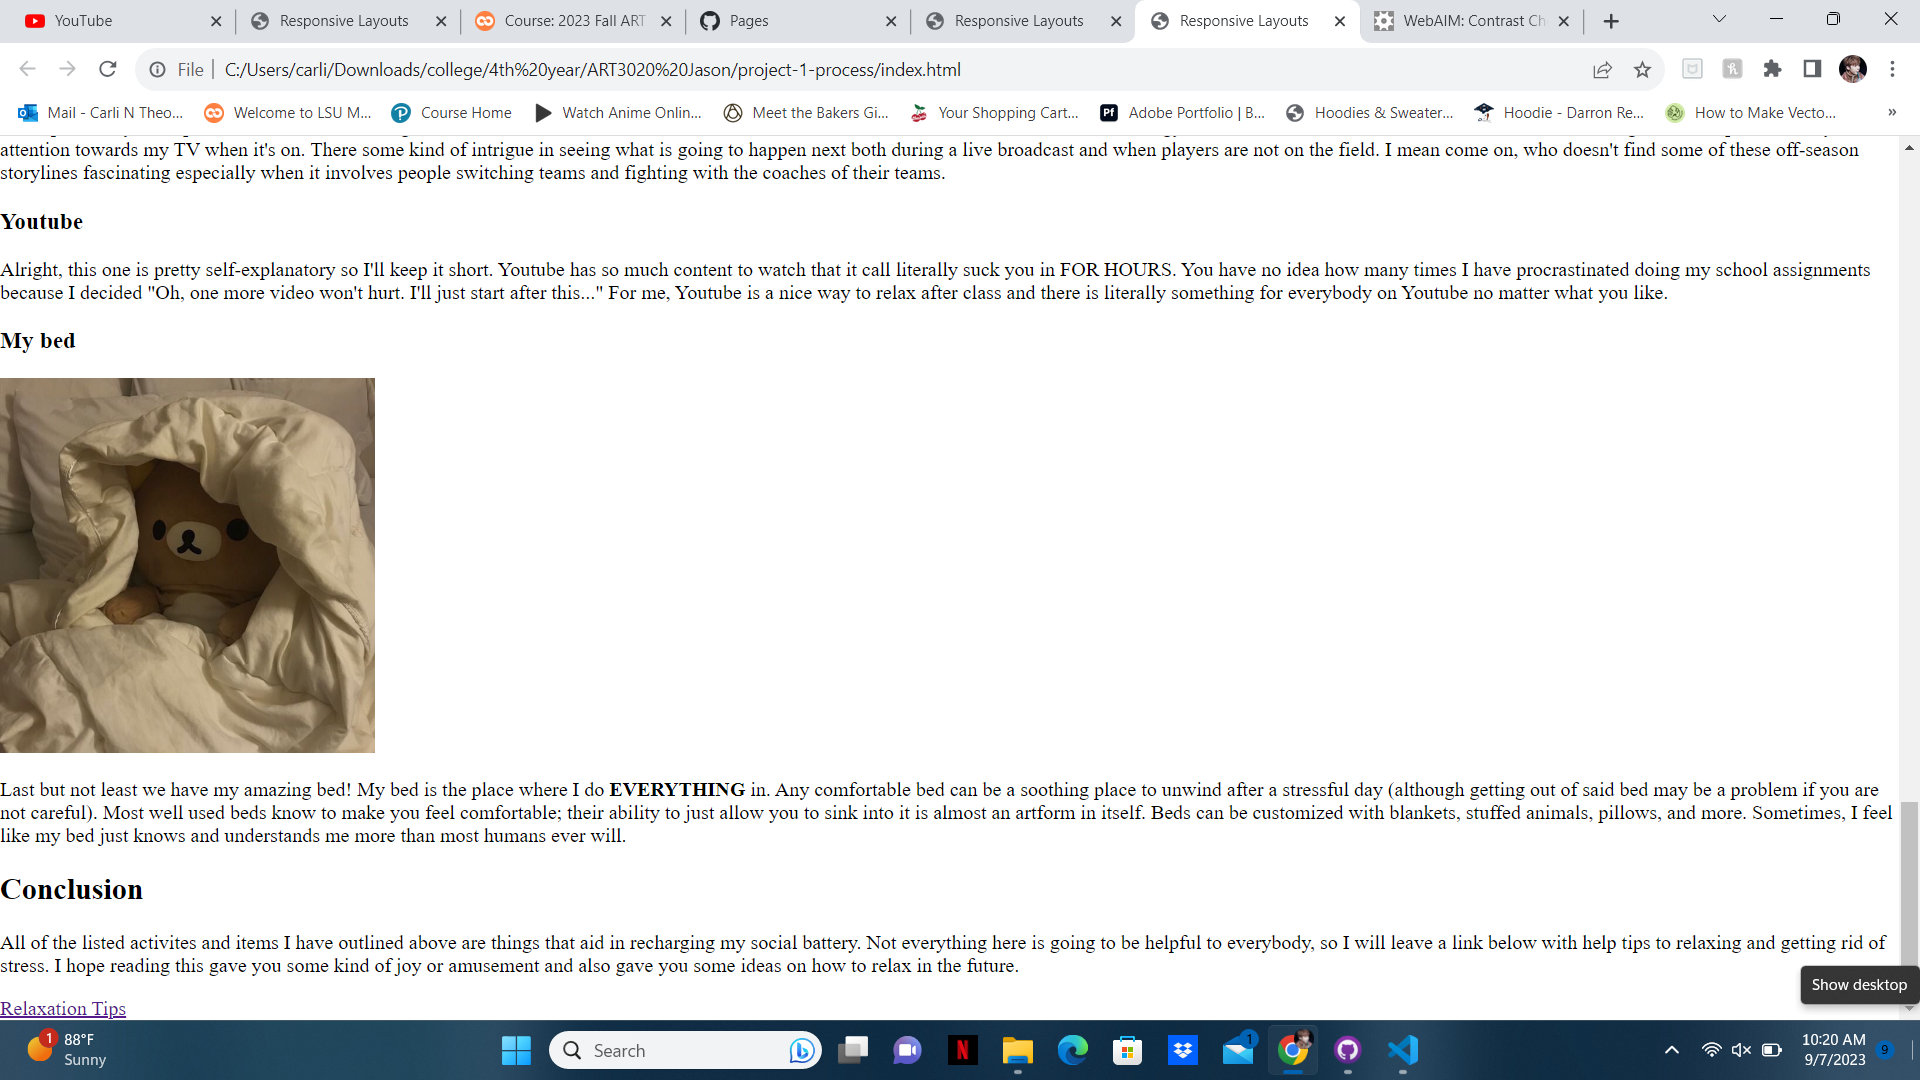 YouTube
Responsive Layouts
Course: 2023 Fall ART
Pages
Responsive Layouts
Responsive Layouts
WebAIM: Contrast Ch
File C:/Users/carli/Downloads/college/4th%20year/ART3020%20Jason/project-1-process/index.html
Mail - Carli N Theo...
Welcome to LSU M...
Course Home
Watch Anime Onlin...
Meet the Bakers Gi...
Your Shopping Cart...
Pf Adobe Portfolio | B...
Hoodies & Sweater...
Hoodie - Darron Re...
How to Make Vecto...
»
attention towards my TV when it's on. There some kind of intrigue in seeing what is going to happen next both during a live broadcast and when players are not on the field. I mean come on, who doesn't find some of these off-season
storylines fascinating especially when it involves people switching teams and fighting with the coaches of their teams.
Youtube
Alright, this one is pretty self-explanatory so I'll keep it short. Youtube has so much content to watch that it call literally suck you in FOR HOURS. You have no idea how many times I have procrastinated doing my school assignments
because I decided "Oh, one more video won't hurt. I'll just start after this..." For me, Youtube is a nice way to relax after class and there is literally something for everybody on Youtube no matter what you like.
My bed
Last but not least we have my amazing bed! My bed is the place where I do EVERYTHING in. Any comfortable bed can be a soothing place to unwind after a stressful day (although getting out of said bed may be a problem if you are
not careful). Most well used beds know to make you feel comfortable; their ability to just allow you to sink into it is almost an artform in itself. Beds can be customized with blankets, stuffed animals, pillows, and more. Sometimes, I feel
like my bed just knows and understands me more than most humans ever will.
Conclusion
All of the listed activites and items I have outlined above are things that aid in recharging my social battery. Not everything here is going to be helpful to everybody, so I will leave a link below with help tips to relaxing and getting rid of
stress. I hope reading this gave you some kind of joy or amusement and also gave you some ideas on how to relax in the future.
Show desktop
Relaxation Tips
1
88°F
Sunny
Search
N
1
10:20 AM
9/7/2023
9